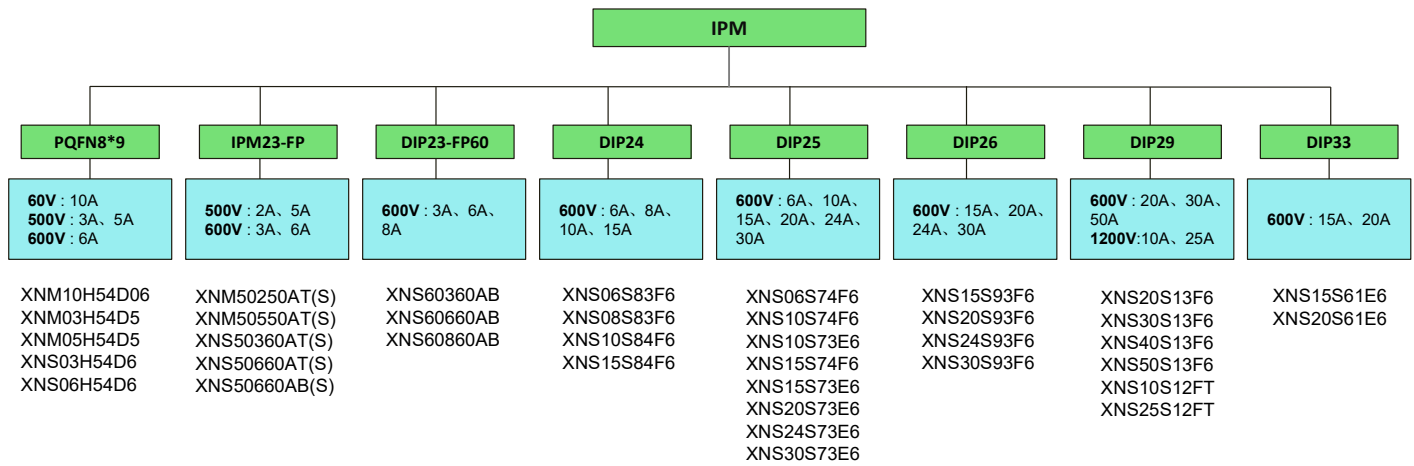 IPM
PQFN8*9
60V : 10A
500V : 3A、5A
600V : 6A
XNM10H54D06
XNM03H54D5
XNM05H54D5
XNS03H54D6
XNS06H54D6
IPM23-FP
500V : 2A、5A
600V : 3A、6A
XNM50250AT(S)
XNM50550AT(S)
XNS50360AT(S)
XNS50660AT(S)
XNS50660AB(S)
DIP23-FP60
600V : 3A、6A、
8A
XNS60360AB
XNS60660AB
XNS60860AB
DIP24
600V : 6A、8A、
10A、15A
XNS06S83F6
XNS08S83F6
XNS10S84F6
XNS15S84F6
DIP25
600V : 6A、10A、
15A、20A、24A、
30A
XNS06S74F6
XNS10S74F6
XNS10S73E6
XNS15S74F6
XNS15S73E6
XNS20S73E6
XNS24S73E6
XNS30S73E6
DIP26
600V : 15A、20A、
24A、30A
XNS15S93F6
XNS20S93F6
XNS24S93F6
XNS30S93F6
DIP29
600V : 20A、30A、
50A
1200V:10A、25A
XNS20S13F6
XNS30S13F6
XNS40S13F6
XNS50S13F6
XNS10S12FT
XNS25S12FT
DIP33
600V : 15A、20A
XNS15S61E6
XNS20S61E6